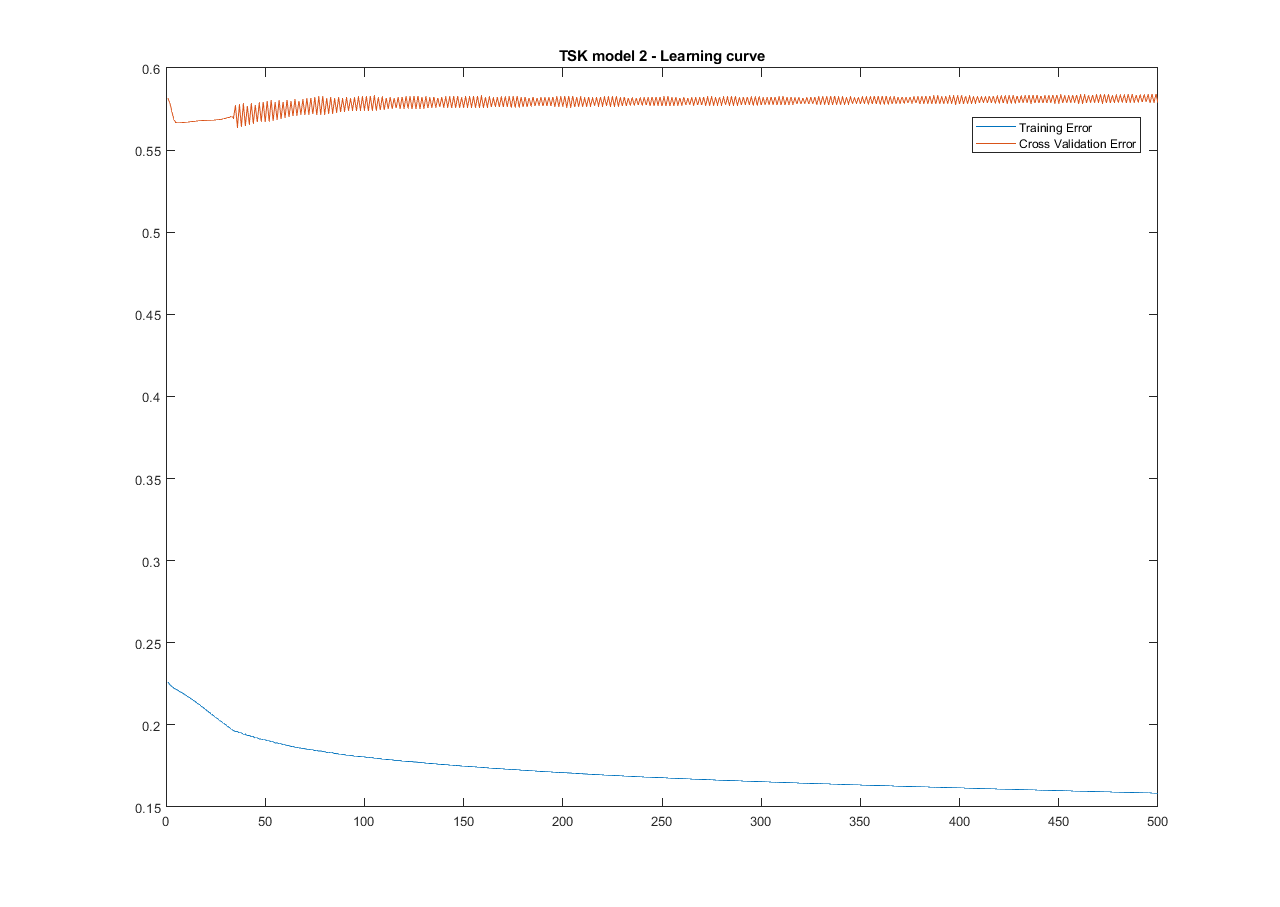 TSK model 2 - Learning curve
0.6
0.55
0.5
0.45
0.4
0.35
0.3
0.25
0.2
0.15
Training Error
Cross Validation Error
0 50 100 150 200 250 300 350 400 450 500